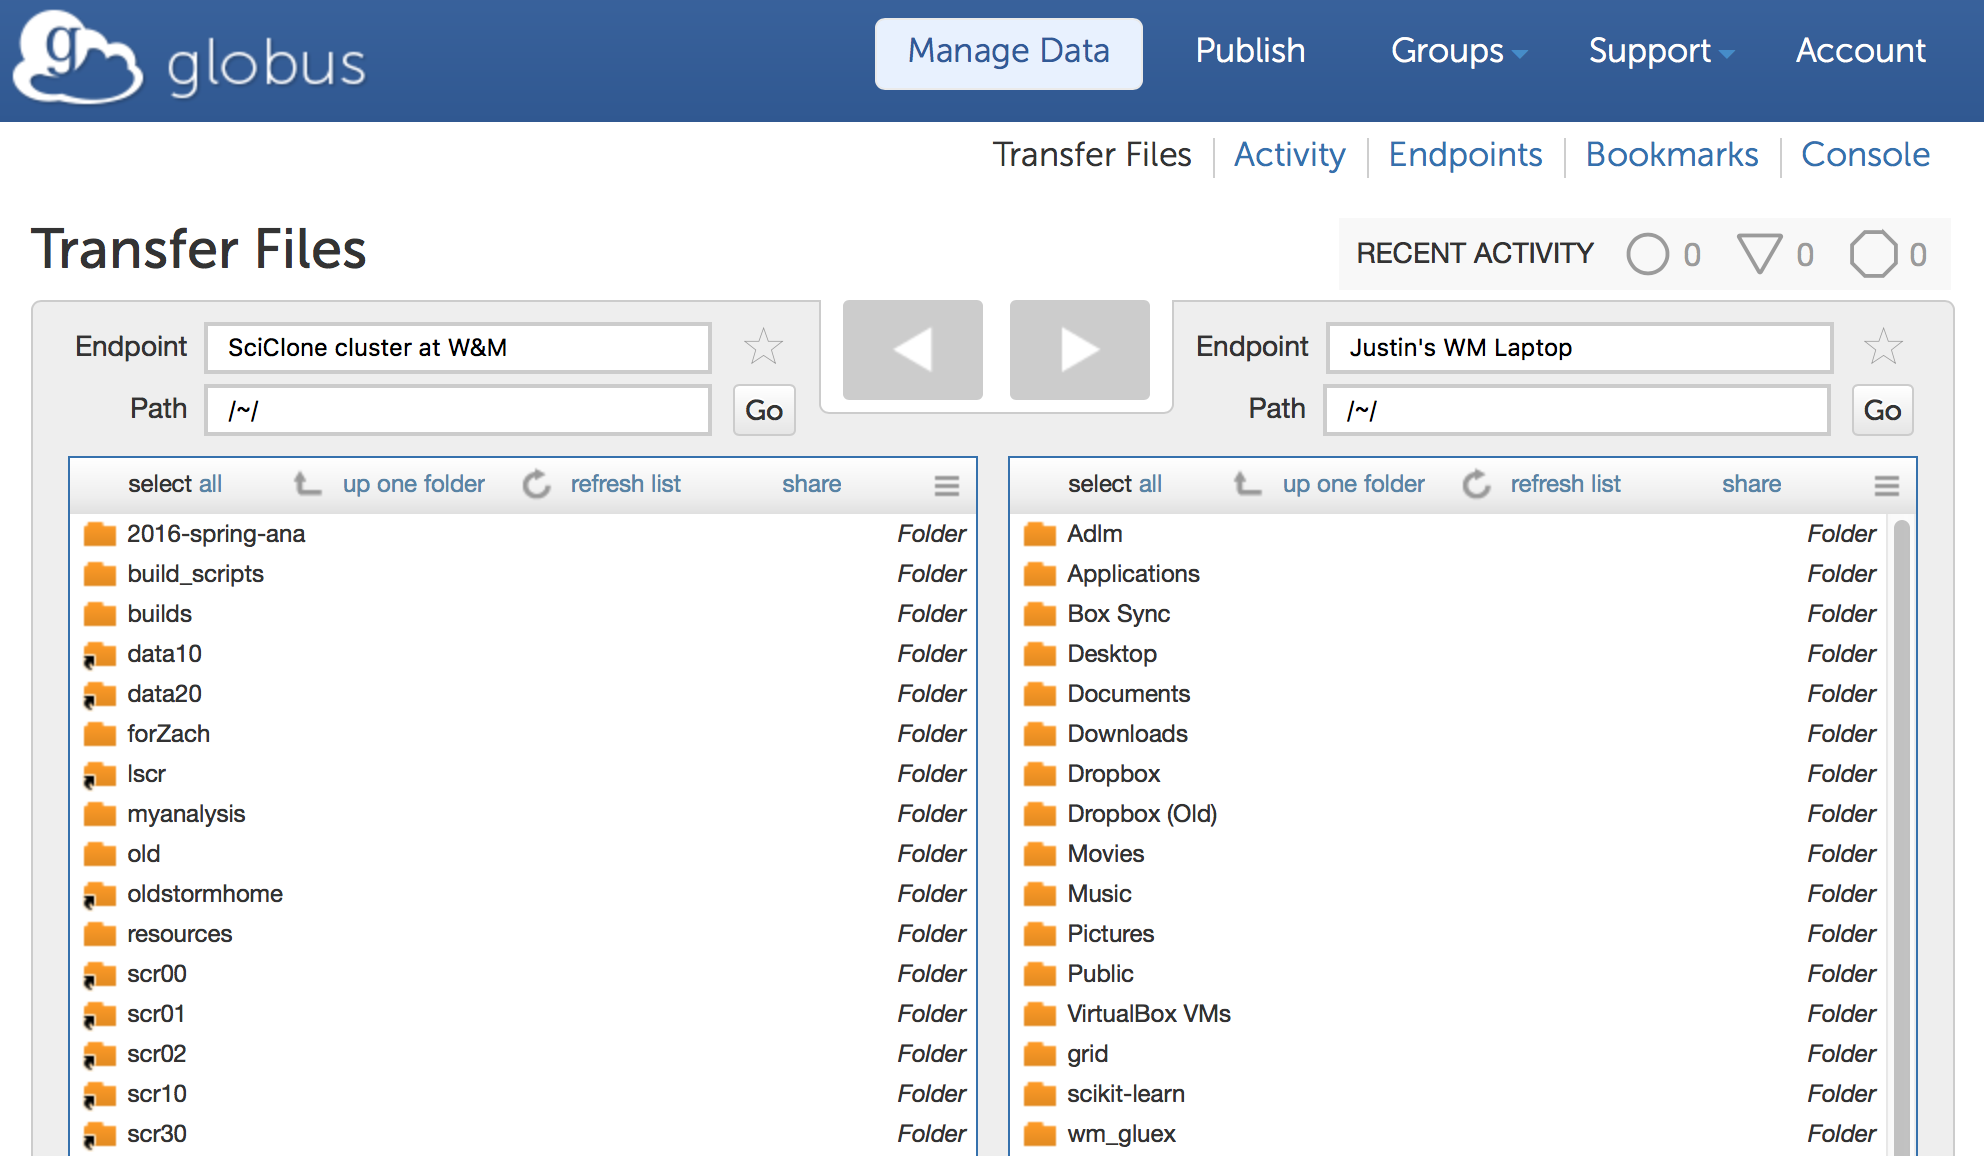 g globus
Manage Data Publish Groups Support Account
Transfer Files Activity Endpoints Bookmarks Console
Transfer Files
RECENT ACTIVITY 0 0 0
Endpoint SciClone cluster at W&M
Path /~/ Go
Endpoint Justin's WM Laptop
Path /~/ Go
select all up one folder refresh list share
2016-spring-ana Folder
build_scripts Folder
builds Folder
data10 Folder
data20 Folder
forZach Folder
lscr Folder
myanalysis Folder
old Folder
oldstormhome Folder
resources Folder
scr00 Folder
scr01 Folder
scr02 Folder
scr10 Folder
scr30 Folder
select all up one folder refresh list share
Adlm Folder
Applications Folder
Box Sync Folder
Desktop Folder
Documents Folder
Downloads Folder
Dropbox Folder
Dropbox (Old) Folder
Movies Folder
Music Folder
Pictures Folder
Public Folder
VirtualBox VMs Folder
grid Folder
scikit-learn Folder
wm_gluex Folder